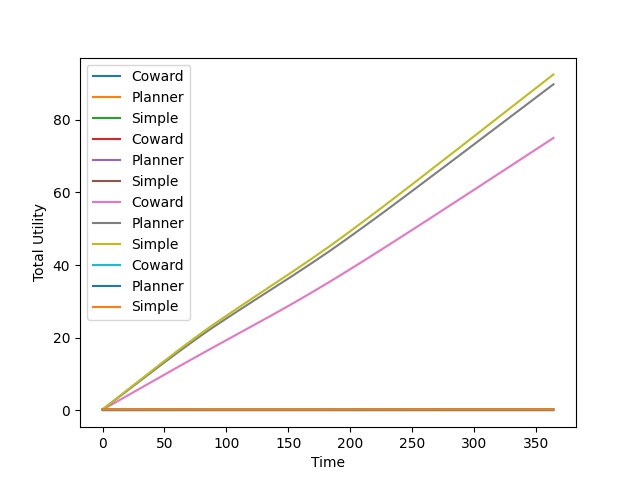 Coward
Planner
Simple
Coward
Planner
Simple
Coward
Planner
Simple
Coward
Planner
Simple
80
60
40
20
0
Total Utility
0 50 100 150 200 250 300 350
Time